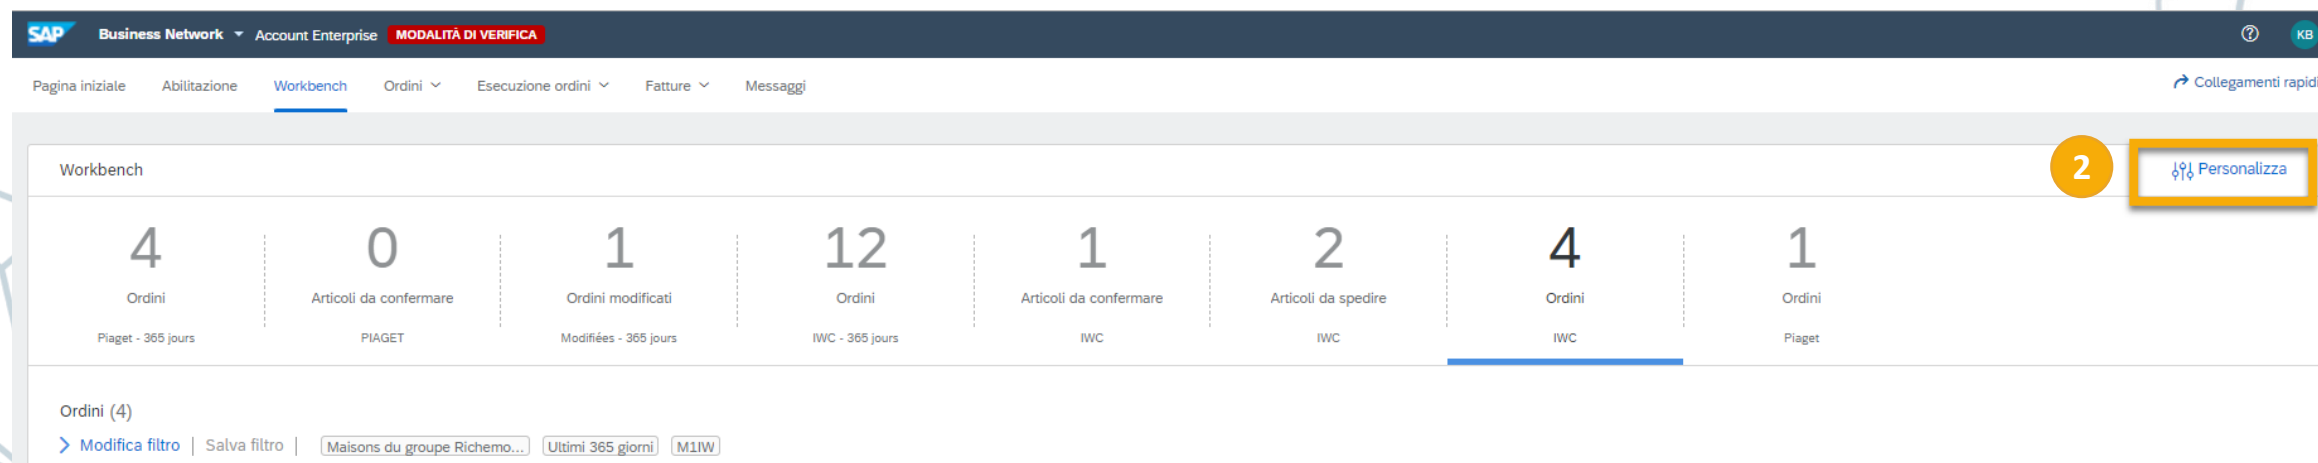 SAP Business Network Account Enterprise MODALITÀ DI VERIFICA KB
Pagina iniziale Abilitazione Workbench Ordini Esecuzione ordini Fatture Messaggi Collegamenti rapidi
Workbench 2 Personalizza
4 0 1 12 1 2 4 1
Ordini Articoli da confermare Ordini modificati Ordini Articoli da confermare Articoli da spedire Ordini Ordini
Piaget - 365 jours PIAGET Modifiées - 365 jours IWC - 365 jours IWC IWC IWC Piaget
Ordini (4)
Modifica filtro | Salva filtro | Maisons du groupe Richemo... Ultimi 365 giorni M1IW